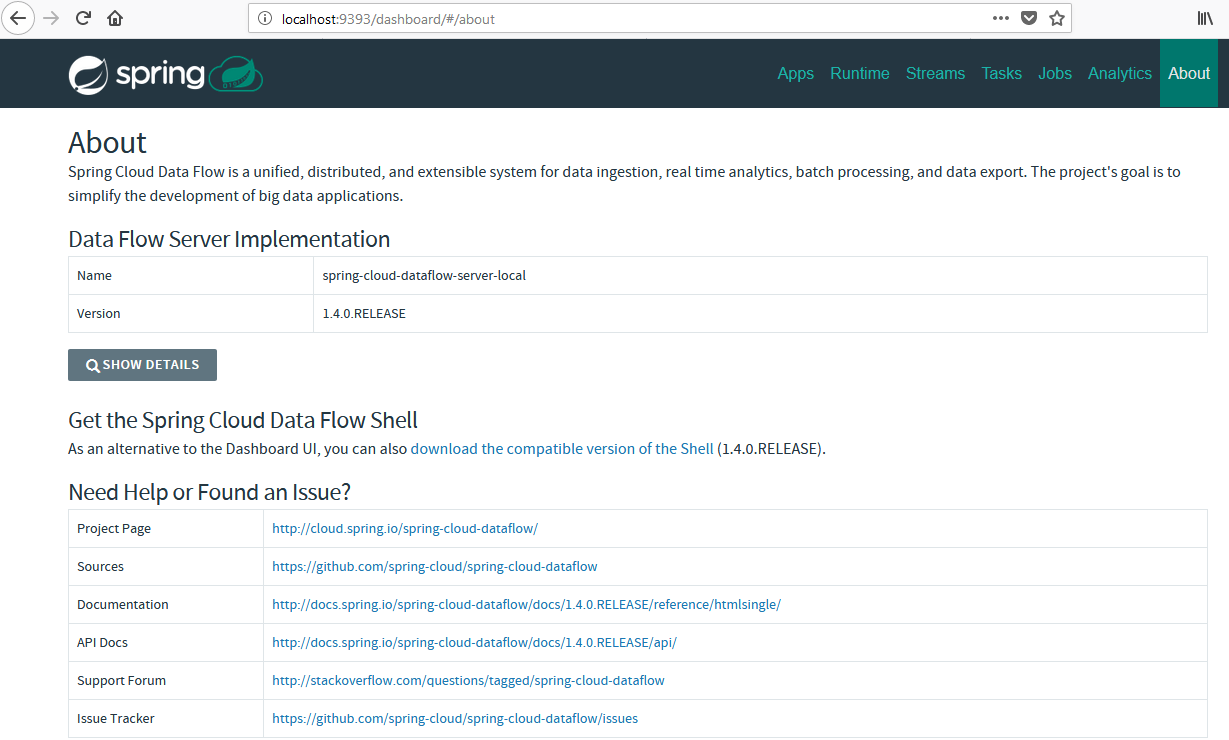 localhost:9393/dashboard/#/about
spring
Apps Runtime Streams Tasks Jobs Analytics About
About
Spring Cloud Data Flow is a unified, distributed, and extensible system for data ingestion, real time analytics, batch processing, and data export. The project's goal is to
simplify the development of big data applications.
Data Flow Server Implementation
Name spring-cloud-dataflow-server-local
Version 1.4.0.RELEASE
SHOW DETAILS
Get the Spring Cloud Data Flow Shell
As an alternative to the Dashboard UI, you can also download the compatible version of the Shell (1.4.0.RELEASE).
Need Help or Found an Issue?
Project Page http://cloud.spring.io/spring-cloud-dataflow/
Sources https://github.com/spring-cloud/spring-cloud-dataflow
Documentation http://docs.spring.io/spring-cloud-dataflow/docs/1.4.0.RELEASE/reference/htmlsingle/
API Docs http://docs.spring.io/spring-cloud-dataflow/docs/1.4.0.RELEASE/api/
Support Forum http://stackoverflow.com/questions/tagged/spring-cloud-dataflow
Issue Tracker https://github.com/spring-cloud/spring-cloud-dataflow/issues